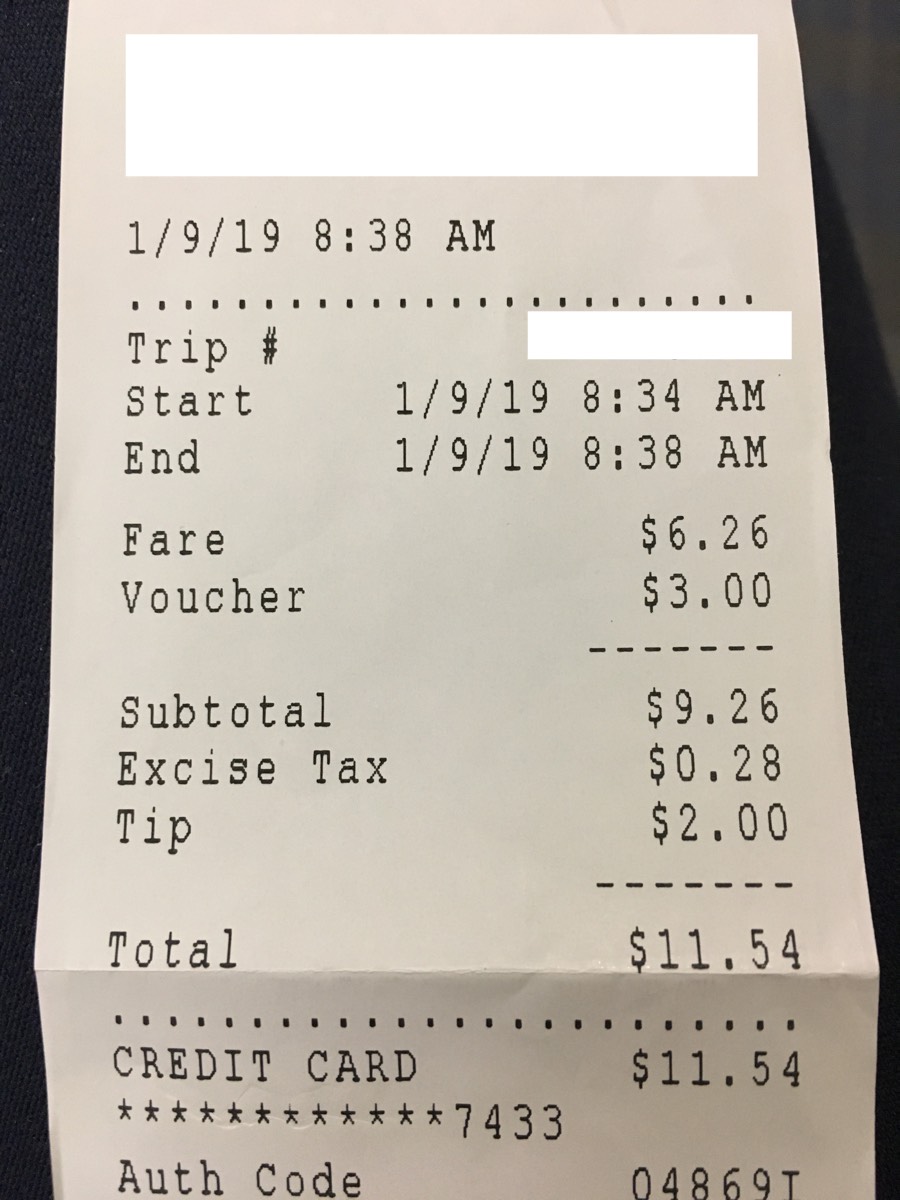 1/9/19 8:38 AM
........................
Trip #
Start 1/9/19 8:34 AM
End 1/9/19 8:38 AM
Fare $6.26
Voucher $3.00
-------
Subtotal $9.26
Excise Tax $0.28
Tip $2.00
-------
Total $11.54
.........................
CREDIT CARD $11.54
************7433
Auth Code 04869T